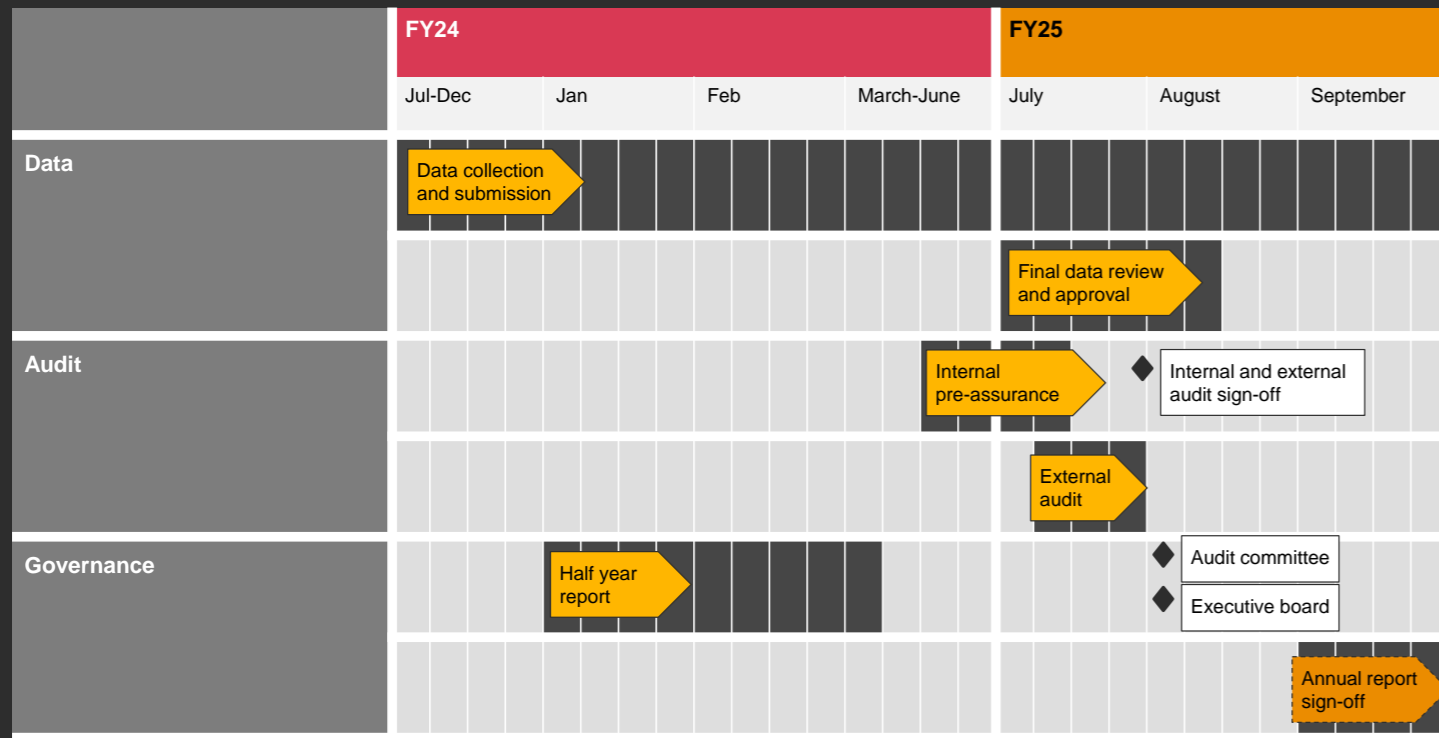 FY24
FY25
Jul-Dec
Jan
Feb
March-June
July
August
September
Data
Data collection
and submission
Final data review
and approval
Audit
Internal
pre-assurance
Internal and external
audit sign-off
External
audit
Governance
Half year
report
Audit committee
Executive board
Annual report
sign-off